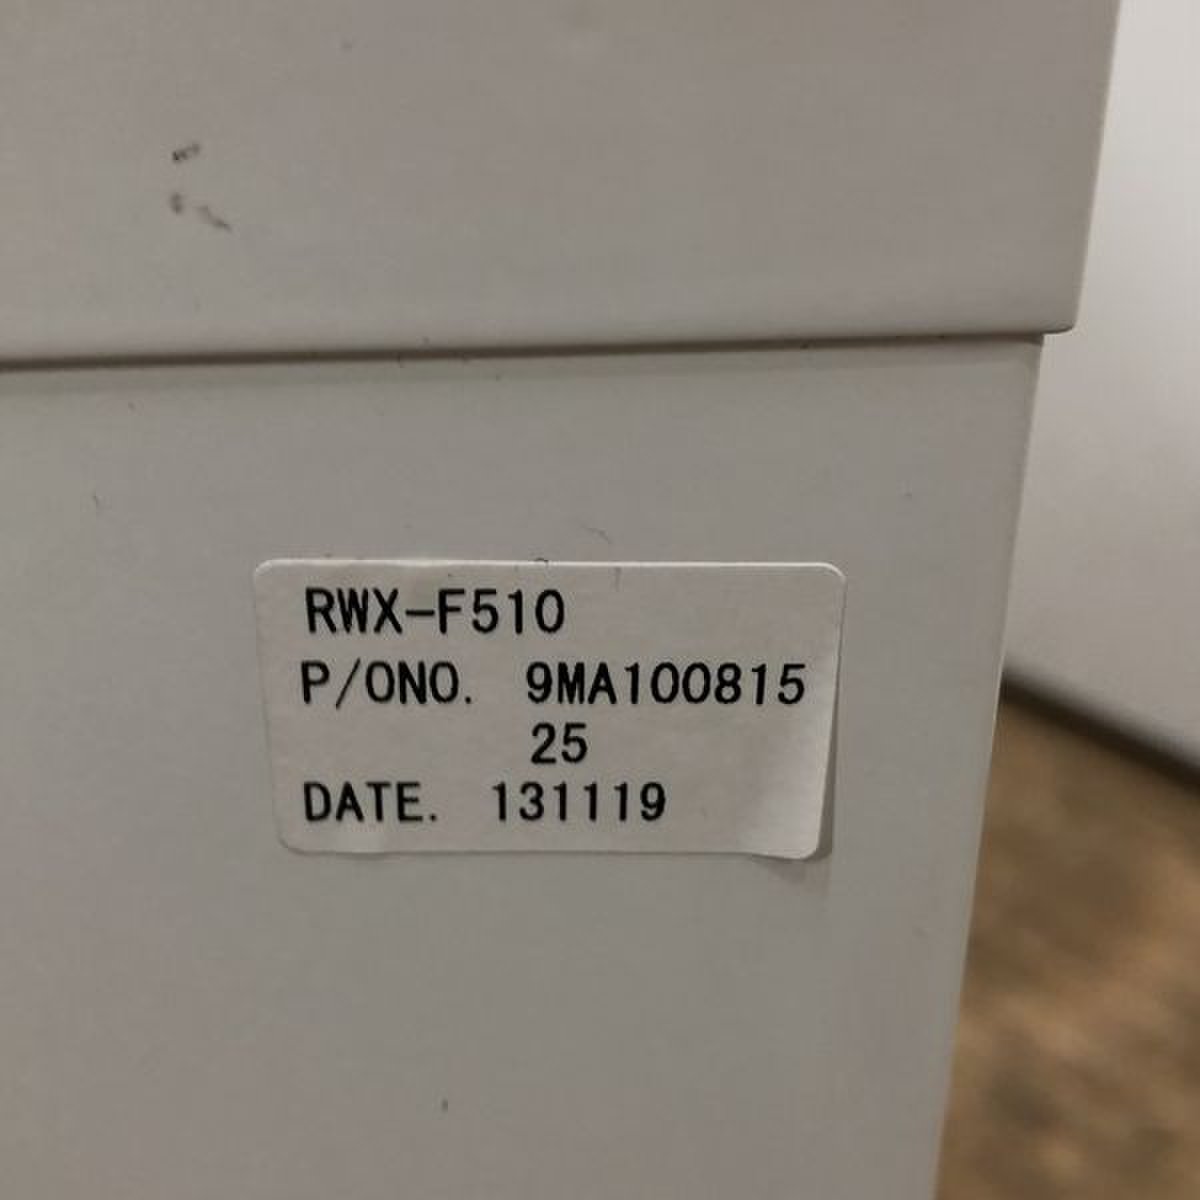 RWX-F510
P/ONO. 9MA100815
25
DATE. 131119